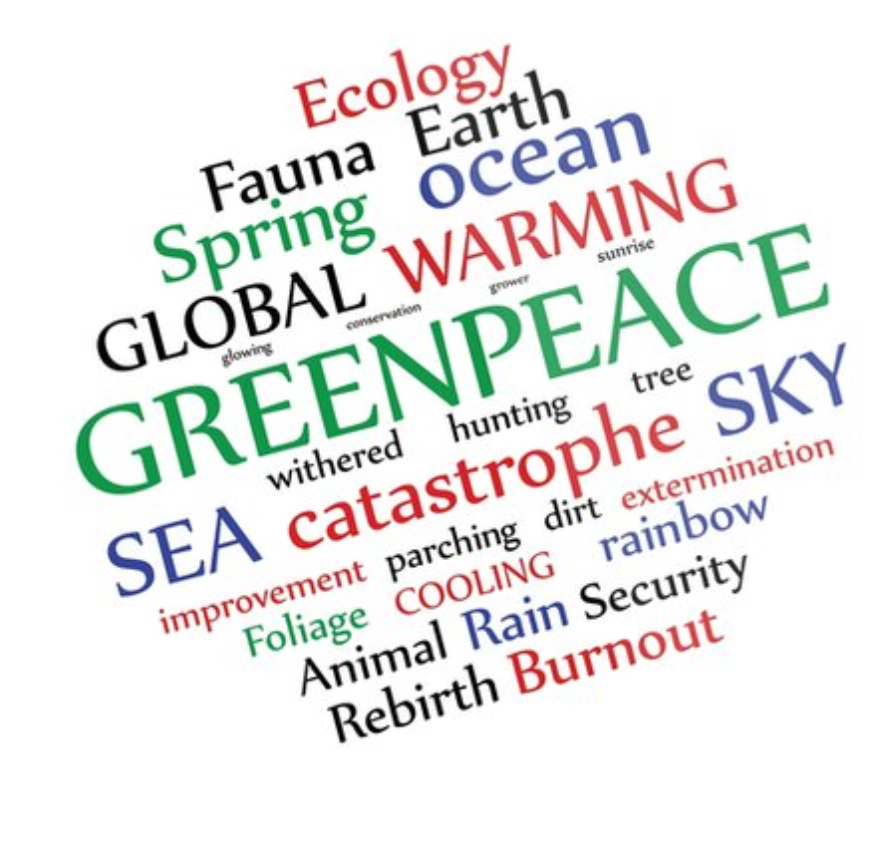 Ecology
Fauna Earth
Spring ocean
GLOBAL WARMING
glowing conservation grower sunrise
GREENPEACE
withered hunting tree
SEA catastrophe SKY
improvement parching dirt extermination
Foliage COOLING rainbow
Animal Rain Security
Rebirth Burnout